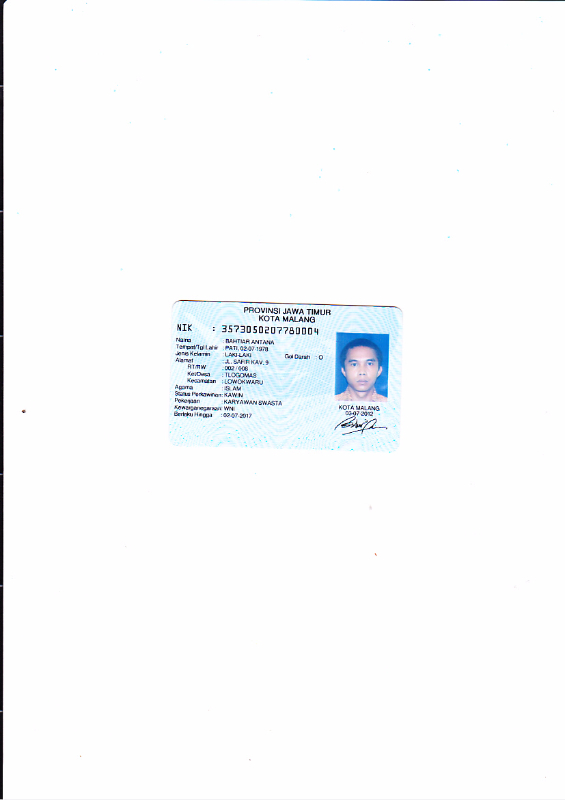 PROVINSI JAWA TIMUR
KOTA MALANG
NIK : 3573050207780004
Nama : BAHTIAR ANTANA
Tempat/Tgl Lahir : PATI, 02-07-1978
Jenis Kelamin : LAKI-LAKI Gol Darah : O
Alamat : JL. SAFIRI KAV. 9
RT/RW : 002 / 006
Kel/Desa : TLOGOMAS
Kecamatan : LOWOKWARU
Agama : ISLAM
Status Perkawinan: KAWIN
Pekerjaan : KARYAWAN SWASTA
Kewarganegaraan: WNI
Berlaku Hingga : 02-07-2017
KOTA MALANG
03-07-2012